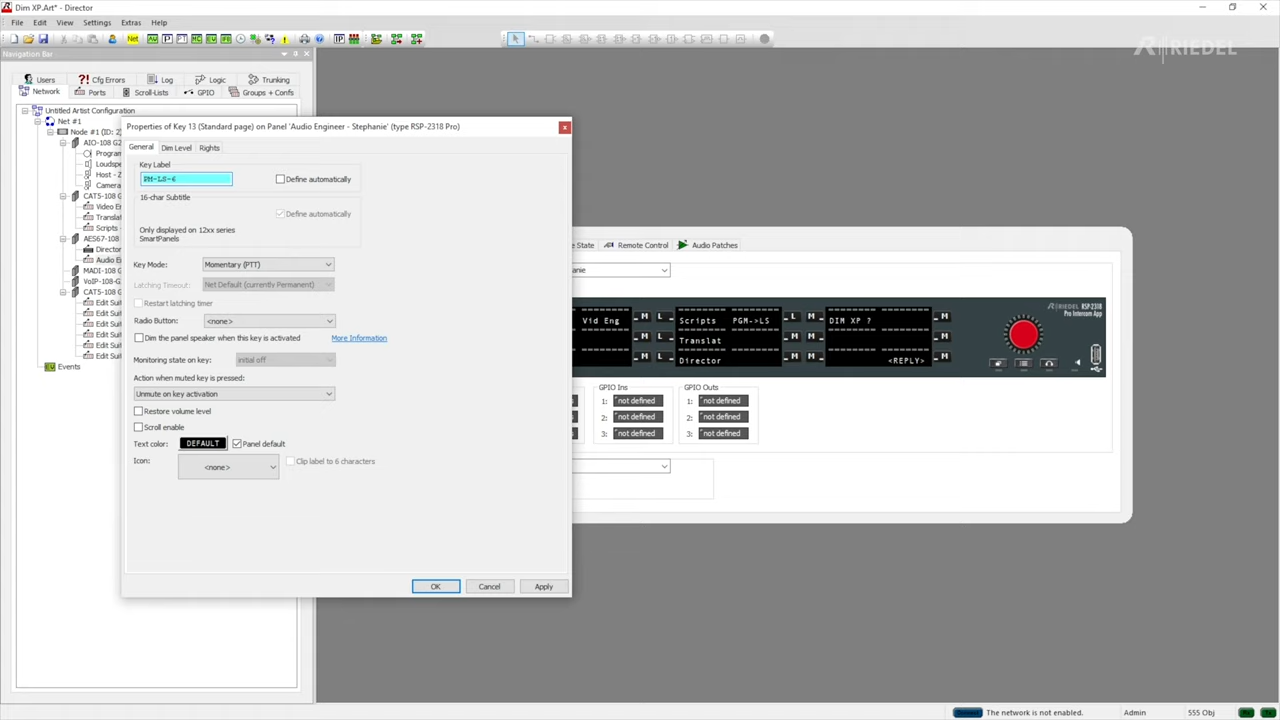 Dim XP.Art* - Director
File Edit View Settings Extras Help
Net
RIEDEL
Navigation Bar
Users Cfg Errors Log Logic Trunking
Network Ports Scroll-Lists GPIO Groups + Confs
Untitled Artist Configuration
Net #1
Node #1 (ID: 2)
AIO-108 G2
Program
Loudsp
Host - Z
Camera
CAT5-108 G
Video E
Translat
Scripts -
AES67-108
Director
Audio E
MADI-108 G
VoIP-108-G
CAT5-108 G
Edit Suit
Edit Suit
Edit Suit
Edit Suit
Edit Suit
Edit Suit
Events
Properties of Key 13 (Standard page) on Panel 'Audio Engineer - Stephanie' (type RSP-2318 Pro)
General Dim Level Rights
Key Label
PM-LS-6
Define automatically
16-char Subtitle
Define automatically
Only displayed on 12xx series
SmartPanels
Key Mode: Momentary (PTT)
Latching Timeout: Net Default (currently Permanent)
Restart latching timer
Radio Button: <none>
Dim the panel speaker when this key is activated More Information
Monitoring state on key: initial off
Action when muted key is pressed:
Unmute on key activation
Restore volume level
Scroll enable
Text color: DEFAULT Panel default
Icon: <none> Clip label to 6 characters
OK Cancel Apply
e State Remote Control Audio Patches
anie
RIEDEL RSP-2318
Pro Intercom App
Vid Eng M L Scripts PGM->LS L M DIM XP ? M
Translat
M L Director M M <REPLY> M
GPIO Ins GPIO Outs
1: not defined 1: not defined
2: not defined 2: not defined
3: not defined 3: not defined
The network is not enabled. Admin 555 Obj